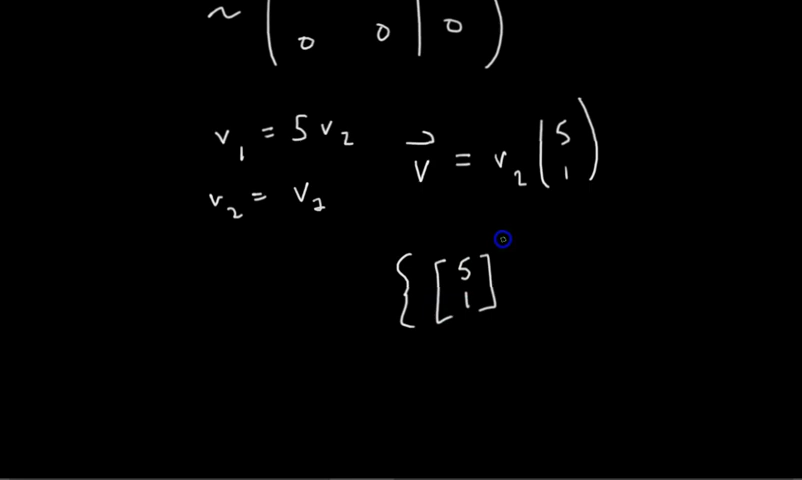 ~ ( 0 0 | 0 )
v₁ = 5 v₂
v⃗ = v₂ ( 5 1 )
v₂ = v₂
{ [ 5 1 ]